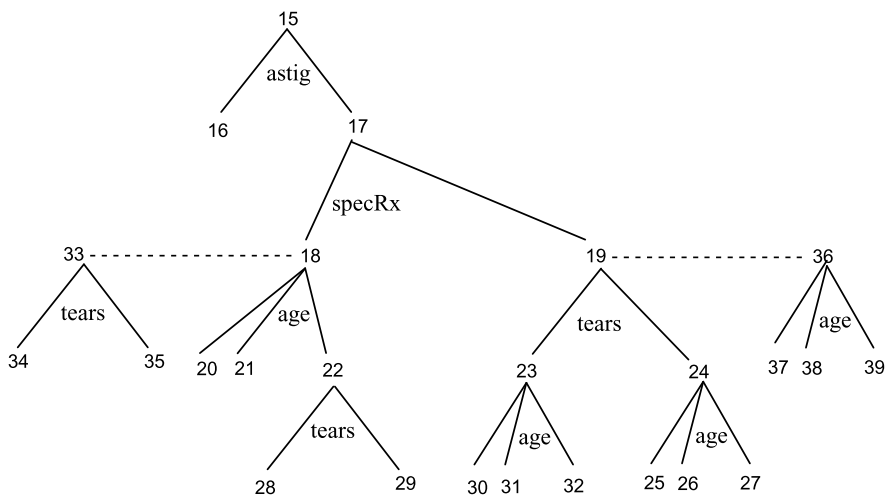 15
astig
16 17
specRx
33 18 19 36
tears age tears age
34 35 20 21 22 23 24 37 38 39
tears age age
28 29 30 31 32 25 26 27